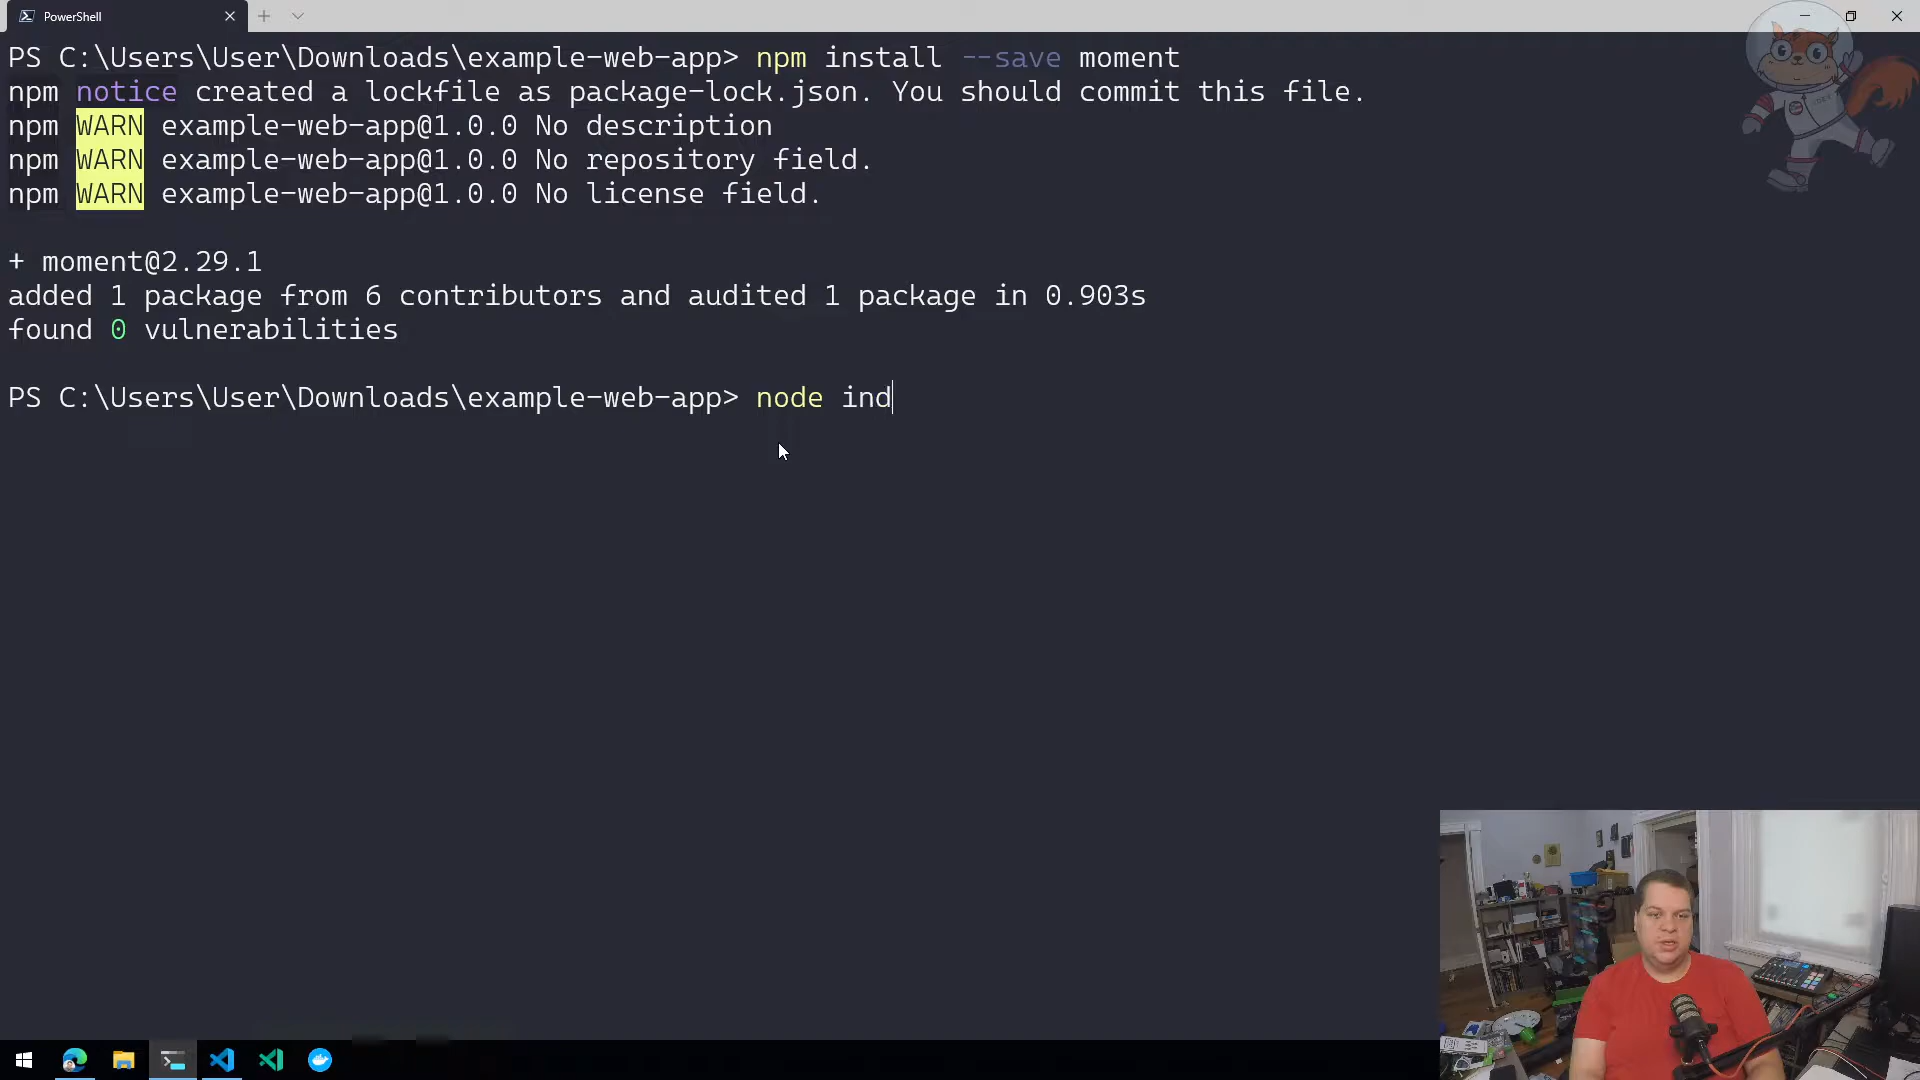 PowerShell
PS C:\Users\User\Downloads\example-web-app> npm install --save moment
npm notice created a lockfile as package-lock.json. You should commit this file.
npm WARN example-web-app@1.0.0 No description
npm WARN example-web-app@1.0.0 No repository field.
npm WARN example-web-app@1.0.0 No license field.
+ moment@2.29.1
added 1 package from 6 contributors and audited 1 package in 0.903s
found 0 vulnerabilities
PS C:\Users\User\Downloads\example-web-app> node ind